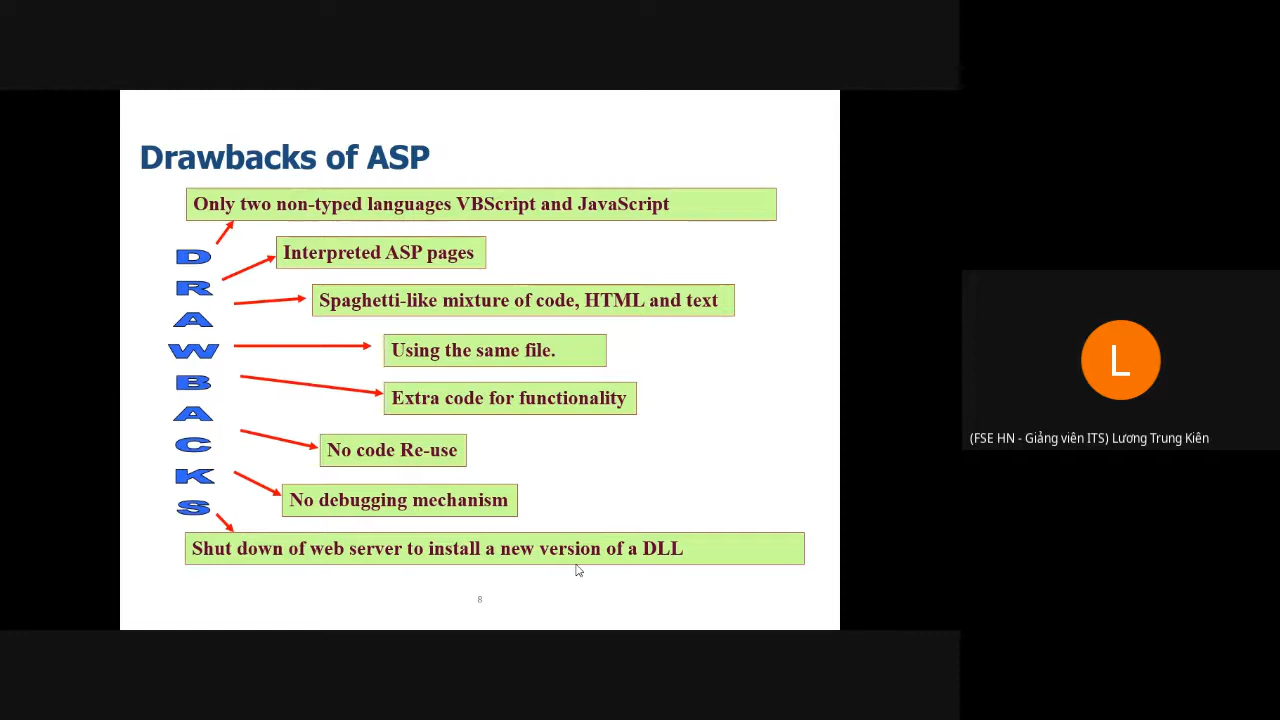 Drawbacks of ASP
Only two non-typed languages VBScript and JavaScript
Interpreted ASP pages
Spaghetti-like mixture of code, HTML and text
Using the same file.
Extra code for functionality
No code Re-use
No debugging mechanism
Shut down of web server to install a new version of a DLL
D
R
A
W
B
A
C
K
S
8
L
(FSE HN - Giảng viên ITS) Lương Trung Kiên